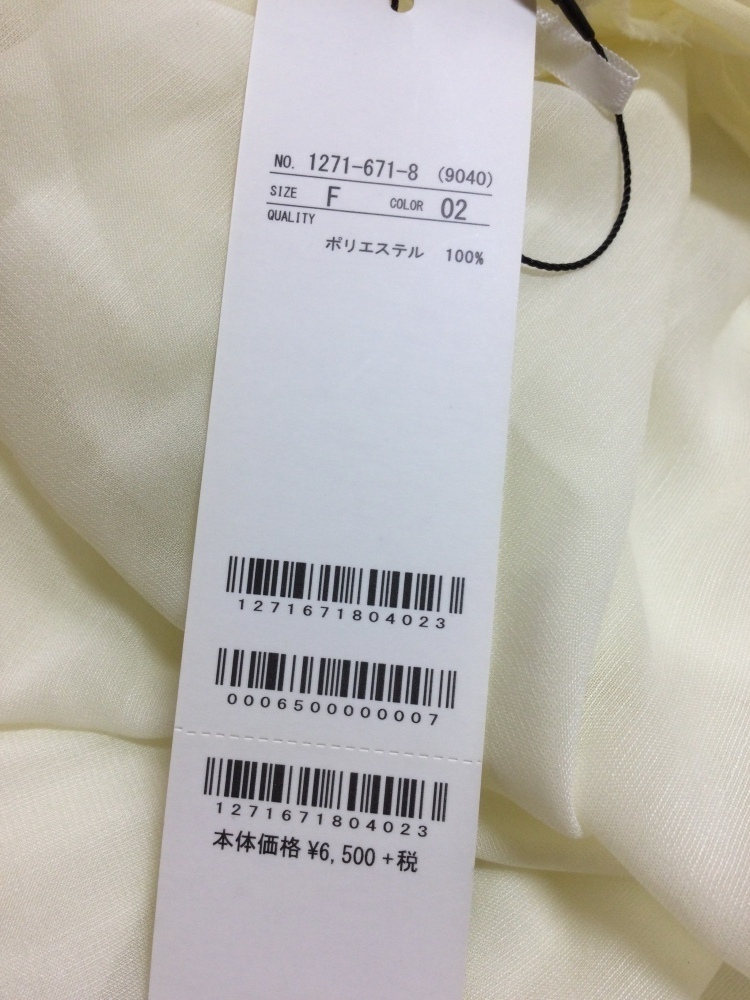 NO. 1271-671-8 (9040)
SIZE F COLOR 02
QUALITY
ポリエステル 100%
1271671804023
0006500000007
1271671804023
本体価格 ¥6,500 +税